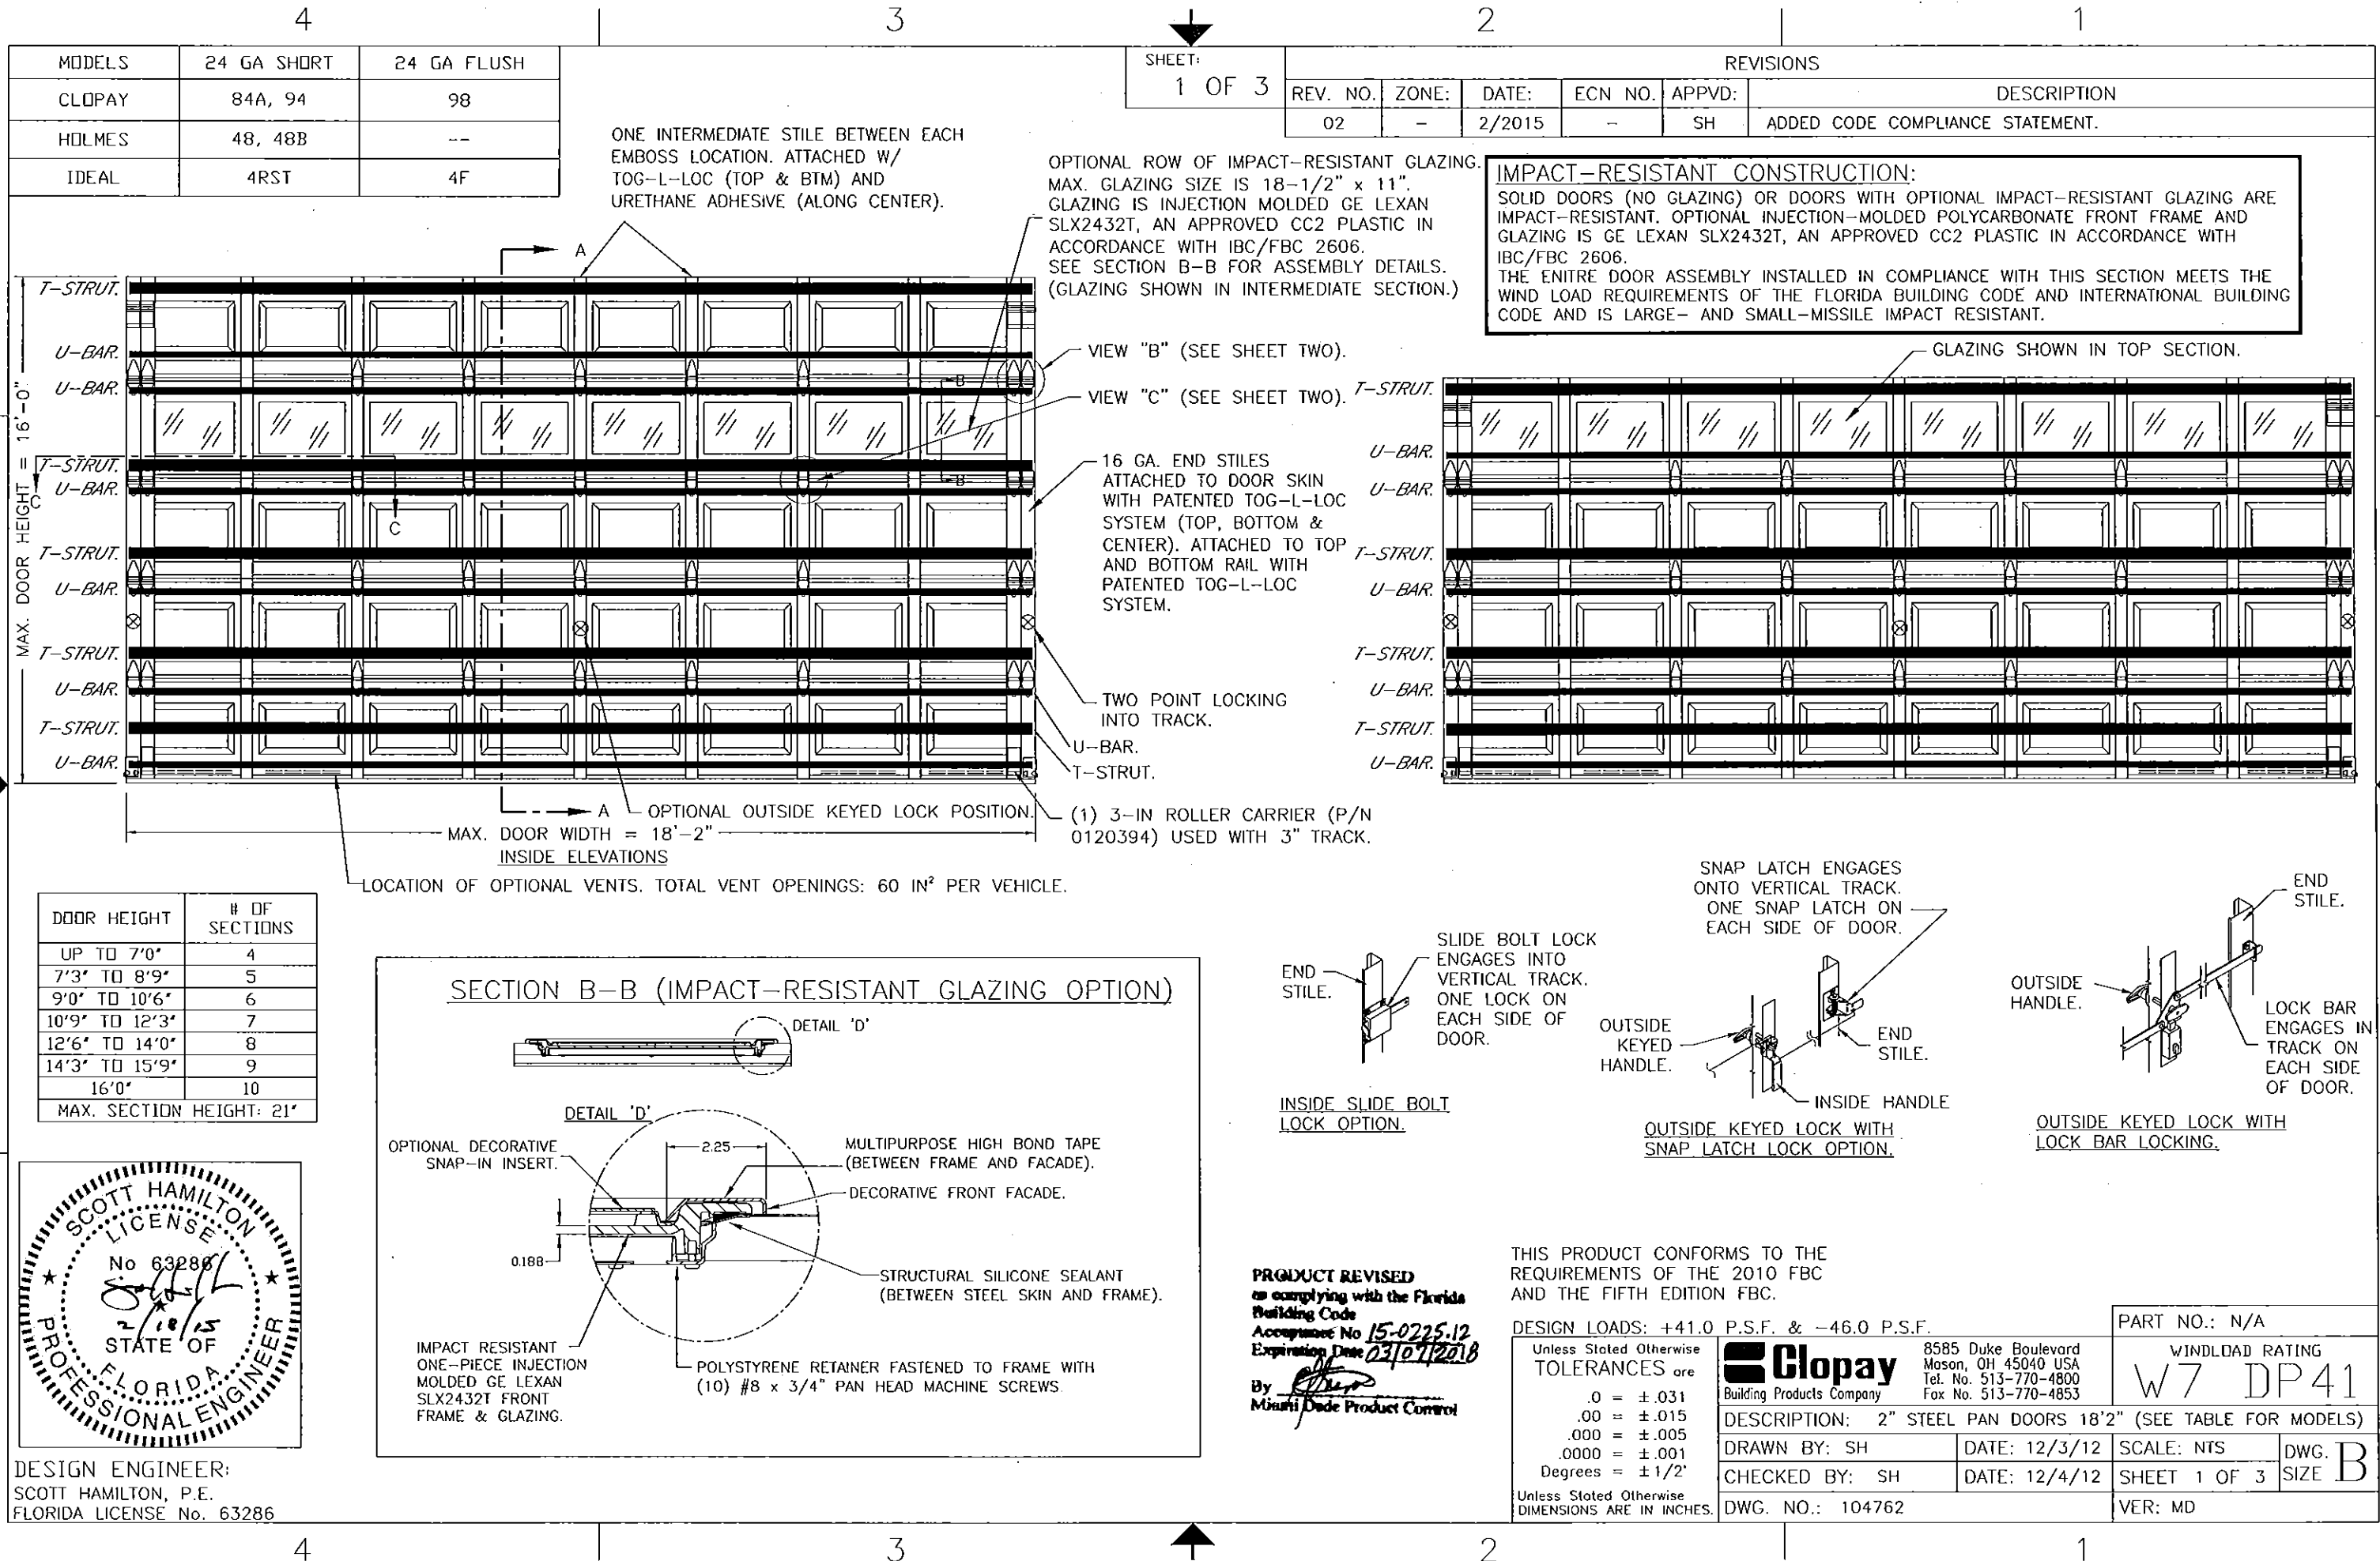 4 3 2 1
MODELS 24 GA SHORT 24 GA FLUSH
CLOPAY 84A, 94 98
HOLMES 48, 48B --
IDEAL 4RST 4F
SHEET:
1 OF 3
REVISIONS
REV. NO. ZONE: DATE: ECN NO. APPVD: DESCRIPTION
02 - 2/2015 - SH ADDED CODE COMPLIANCE STATEMENT.
ONE INTERMEDIATE STILE BETWEEN EACH
EMBOSS LOCATION. ATTACHED W/
TOG-L-LOC (TOP & BTM) AND
URETHANE ADHESIVE (ALONG CENTER).
OPTIONAL ROW OF IMPACT-RESISTANT GLAZING.
MAX. GLAZING SIZE IS 18-1/2" x 11".
GLAZING IS INJECTION MOLDED GE LEXAN
SLX2432T, AN APPROVED CC2 PLASTIC IN
ACCORDANCE WITH IBC/FBC 2606.
SEE SECTION B-B FOR ASSEMBLY DETAILS.
(GLAZING SHOWN IN INTERMEDIATE SECTION.)
IMPACT-RESISTANT CONSTRUCTION:
SOLID DOORS (NO GLAZING) OR DOORS WITH OPTIONAL IMPACT-RESISTANT GLAZING ARE
IMPACT-RESISTANT. OPTIONAL INJECTION-MOLDED POLYCARBONATE FRONT FRAME AND
GLAZING IS GE LEXAN SLX2432T, AN APPROVED CC2 PLASTIC IN ACCORDANCE WITH
IBC/FBC 2606.
THE ENITRE DOOR ASSEMBLY INSTALLED IN COMPLIANCE WITH THIS SECTION MEETS THE
WIND LOAD REQUIREMENTS OF THE FLORIDA BUILDING CODE AND INTERNATIONAL BUILDING
CODE AND IS LARGE- AND SMALL-MISSILE IMPACT RESISTANT.
A
T-STRUT.
U-BAR.
U-BAR.
T-STRUT.
U-BAR.
T-STRUT.
U-BAR.
T-STRUT.
U-BAR.
T-STRUT.
U-BAR.
MAX. DOOR HEIGHT = 16'-0"
C
C
B
B
VIEW "B" (SEE SHEET TWO).
VIEW "C" (SEE SHEET TWO).
16 GA. END STILES
ATTACHED TO DOOR SKIN
WITH PATENTED TOG-L-LOC
SYSTEM (TOP, BOTTOM &
CENTER). ATTACHED TO TOP
AND BOTTOM RAIL WITH
PATENTED TOG-L-LOC
SYSTEM.
TWO POINT LOCKING
INTO TRACK.
U-BAR.
T-STRUT.
(1) 3-IN ROLLER CARRIER (P/N
0120394) USED WITH 3" TRACK.
GLAZING SHOWN IN TOP SECTION.
T-STRUT.
U-BAR.
U-BAR.
T-STRUT.
U-BAR.
T-STRUT.
U-BAR.
T-STRUT.
U-BAR.
A
OPTIONAL OUTSIDE KEYED LOCK POSITION.
MAX. DOOR WIDTH = 18'-2"
INSIDE ELEVATIONS
LOCATION OF OPTIONAL VENTS. TOTAL VENT OPENINGS: 60 IN² PER VEHICLE.
DOOR HEIGHT # OF SECTIONS
UP TO 7'0" 4
7'3" TO 8'9" 5
9'0" TO 10'6" 6
10'9" TO 12'3" 7
12'6" TO 14'0" 8
14'3" TO 15'9" 9
16'0" 10
MAX. SECTION HEIGHT: 21"
SECTION B-B (IMPACT-RESISTANT GLAZING OPTION)
DETAIL 'D'
DETAIL 'D'
OPTIONAL DECORATIVE
SNAP-IN INSERT.
2.25
MULTIPURPOSE HIGH BOND TAPE
(BETWEEN FRAME AND FACADE).
DECORATIVE FRONT FACADE.
0.188
STRUCTURAL SILICONE SEALANT
(BETWEEN STEEL SKIN AND FRAME).
IMPACT RESISTANT
ONE-PIECE INJECTION
MOLDED GE LEXAN
SLX2432T FRONT
FRAME & GLAZING.
POLYSTYRENE RETAINER FASTENED TO FRAME WITH
(10) #8 x 3/4" PAN HEAD MACHINE SCREWS.
END
STILE.
SLIDE BOLT LOCK
ENGAGES INTO
VERTICAL TRACK.
ONE LOCK ON
EACH SIDE OF
DOOR.
INSIDE SLIDE BOLT
LOCK OPTION.
SNAP LATCH ENGAGES
ONTO VERTICAL TRACK.
ONE SNAP LATCH ON
EACH SIDE OF DOOR.
OUTSIDE
KEYED
HANDLE.
END
STILE.
INSIDE HANDLE
OUTSIDE KEYED LOCK WITH
SNAP LATCH LOCK OPTION.
END
STILE.
OUTSIDE
HANDLE.
LOCK BAR
ENGAGES IN
TRACK ON
EACH SIDE
OF DOOR.
OUTSIDE KEYED LOCK WITH
LOCK BAR LOCKING.
SCOTT HAMILTON
LICENSE
No 63286
2/18/15
STATE OF
FLORIDA
PROFESSIONAL ENGINEER
DESIGN ENGINEER:
SCOTT HAMILTON, P.E.
FLORIDA LICENSE No. 63286
PRODUCT REVISED
as complying with the Florida
Building Code
Acceptance No 15-0225.12
Expiration Date 03/07/2018
By
Miami Dade Product Control
THIS PRODUCT CONFORMS TO THE
REQUIREMENTS OF THE 2010 FBC
AND THE FIFTH EDITION FBC.
DESIGN LOADS: +41.0 P.S.F. & -46.0 P.S.F.
Unless Stated Otherwise
TOLERANCES are
.0 = ±.031
.00 = ±.015
.000 = ±.005
.0000 = ±.001
Degrees = ±1/2°
Unless Stated Otherwise
DIMENSIONS ARE IN INCHES.
Clopay
Building Products Company
8585 Duke Boulevard
Mason, OH 45040 USA
Tel. No. 513-770-4800
Fax No. 513-770-4853
PART NO.: N/A
WINDLOAD RATING
W7 DP41
DESCRIPTION: 2" STEEL PAN DOORS 18'2" (SEE TABLE FOR MODELS)
DRAWN BY: SH DATE: 12/3/12 SCALE: NTS
CHECKED BY: SH DATE: 12/4/12 SHEET 1 OF 3
DWG. SIZE B
DWG. NO.: 104762 VER: MD
4 3 2 1